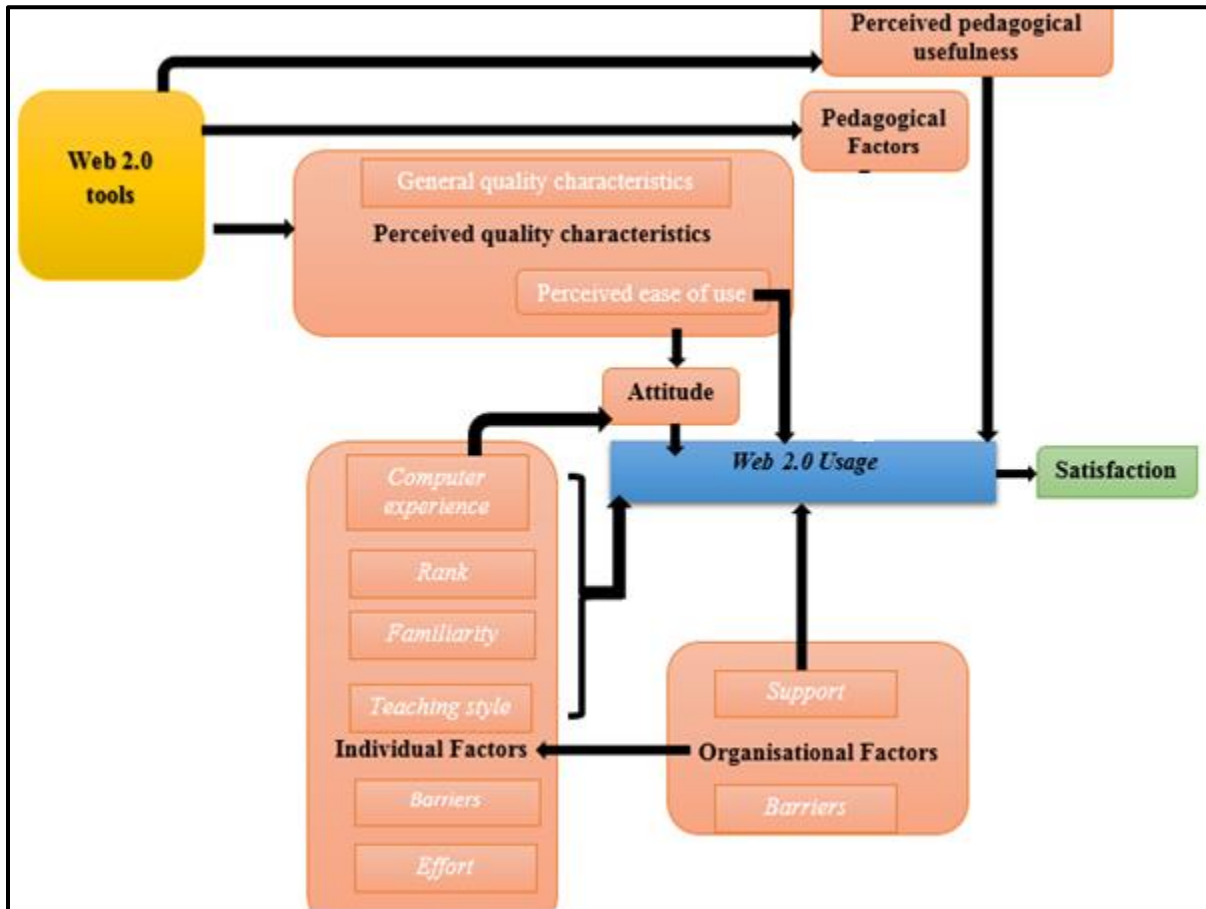 Perceived pedagogical
usefulness
Pedagogical
Factors
Web 2.0
tools
General quality characteristics
Perceived quality characteristics
Perceived ease of use
Attitude
Web 2.0 Usage
Satisfaction
Computer
experience
Rank
Familiarity
Teaching style
Individual Factors
Barriers
Effort
Support
Organisational Factors
Barriers